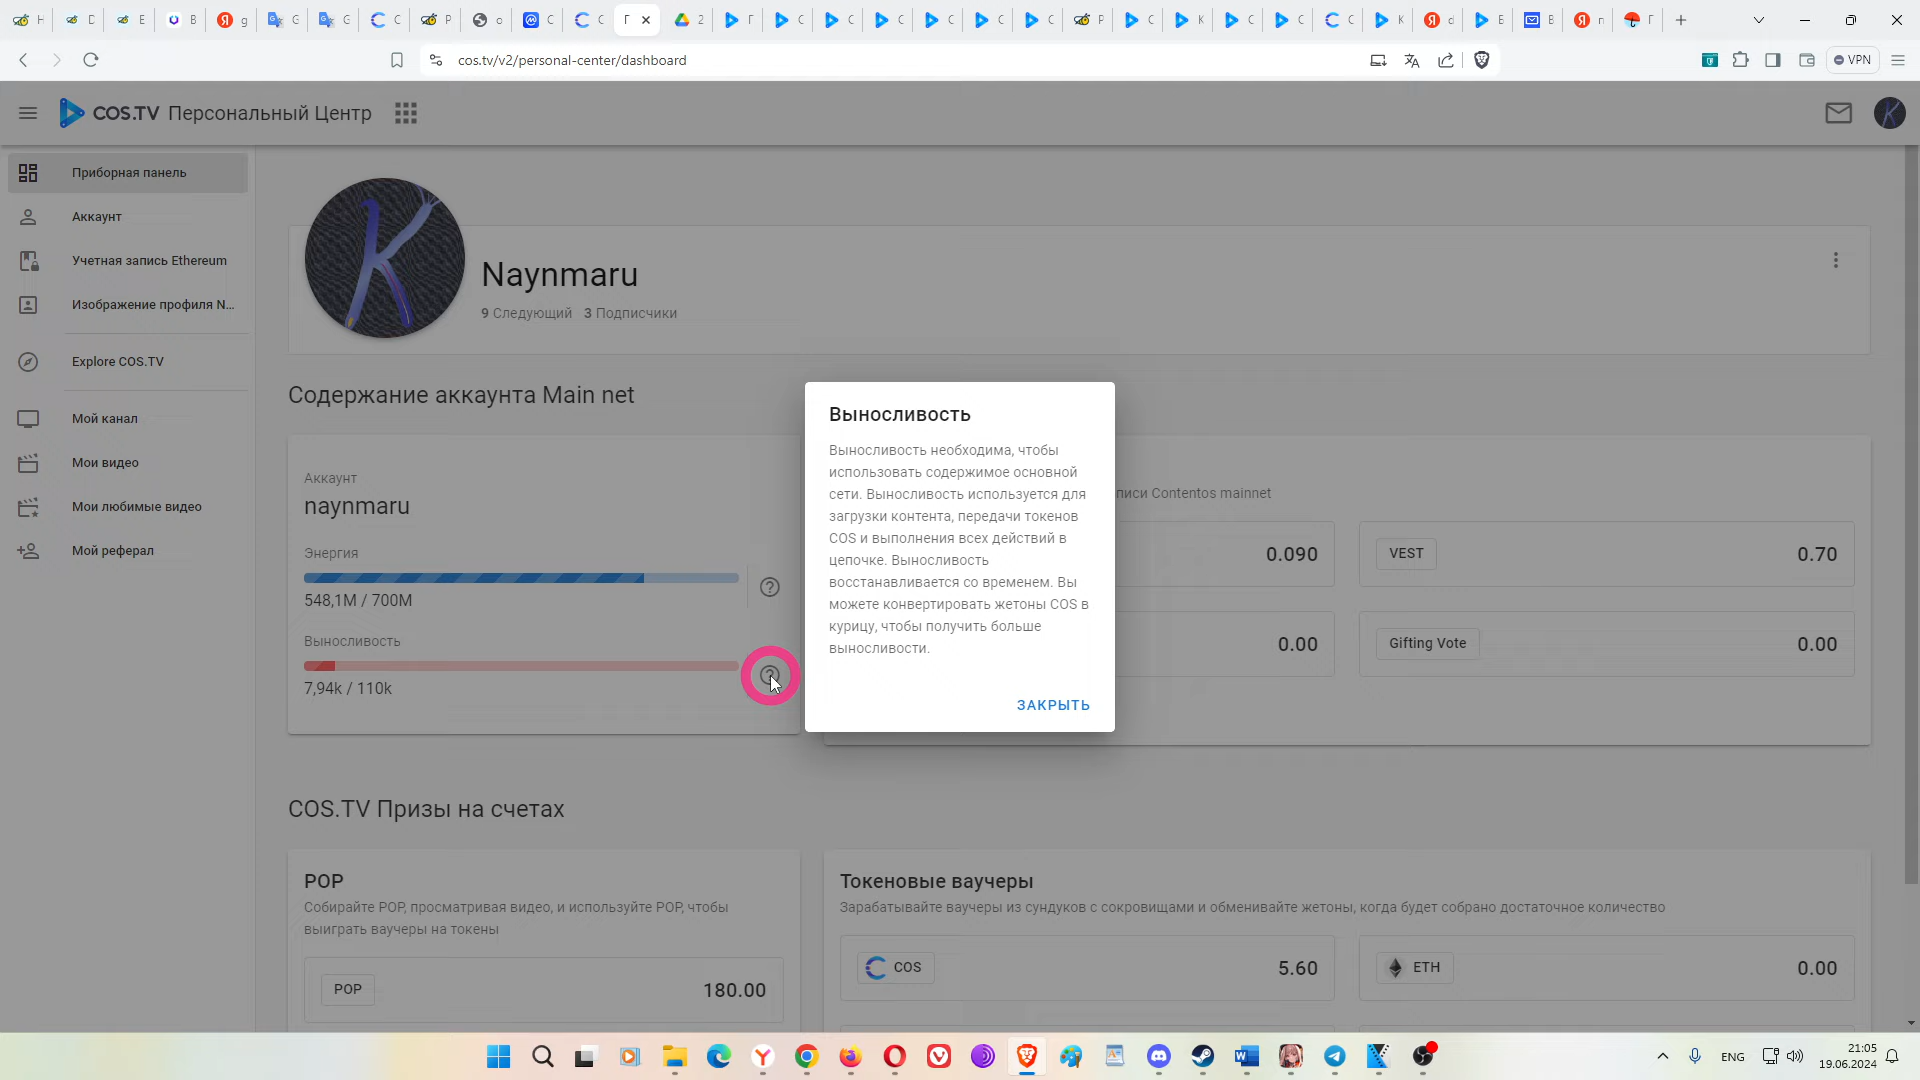 cos.tv/v2/personal-center/dashboard
VPN
COS.TV Персональный Центр
Приборная панель
Аккаунт
Учетная запись Ethereum
Изображение профиля N...
Explore COS.TV
Мой канал
Мои видео
Мои любимые видео
Мой реферал
Naynmaru
9 Следующий 3 Подписчики
Содержание аккаунта Main net
Аккаунт
naynmaru
Энергия
548,1M / 700M
Выносливость
7,94k / 110k
Выносливость
Выносливость необходима, чтобы
использовать содержимое основной
сети. Выносливость используется для
загрузки контента, передачи токенов
COS и выполнения всех действий в
цепочке. Выносливость
восстанавливается со временем. Вы
можете конвертировать жетоны COS в
курицу, чтобы получить больше
выносливости.
ЗАКРЫТЬ
писи Contentos mainnet
0.090
VEST 0.70
0.00
Gifting Vote 0.00
COS.TV Призы на счетах
POP
Собирайте POP, просматривая видео, и используйте POP, чтобы
выиграть ваучеры на токены
POP 180.00
Токеновые ваучеры
Зарабатывайте ваучеры из сундуков с сокровищами и обменивайте жетоны, когда будет собрано достаточное количество
COS 5.60
ETH 0.00
ENG
21:05
19.06.2024